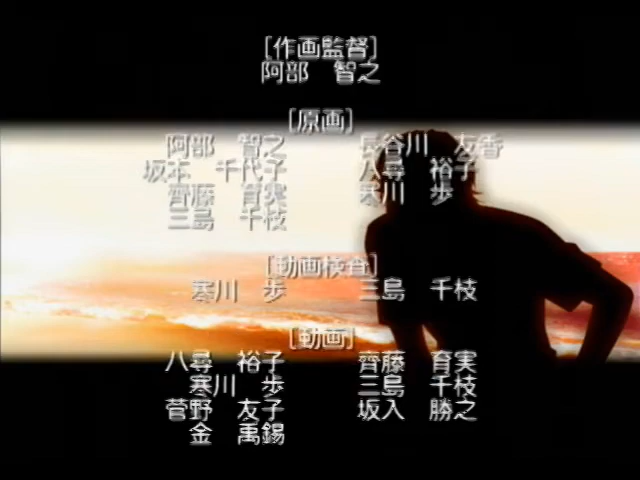 [作画監督]
阿部　智之
[原画]
阿部　智之　長谷川　友香
坂本　千代子　八尋　裕子
齊藤　育実　寒川　歩
三島　千枝
[動画検査]
寒川　歩　三島　千枝
[動画]
八尋　裕子　齊藤　育実
寒川　歩　三島　千枝
菅野　友子　坂入　勝之
金　禹錫